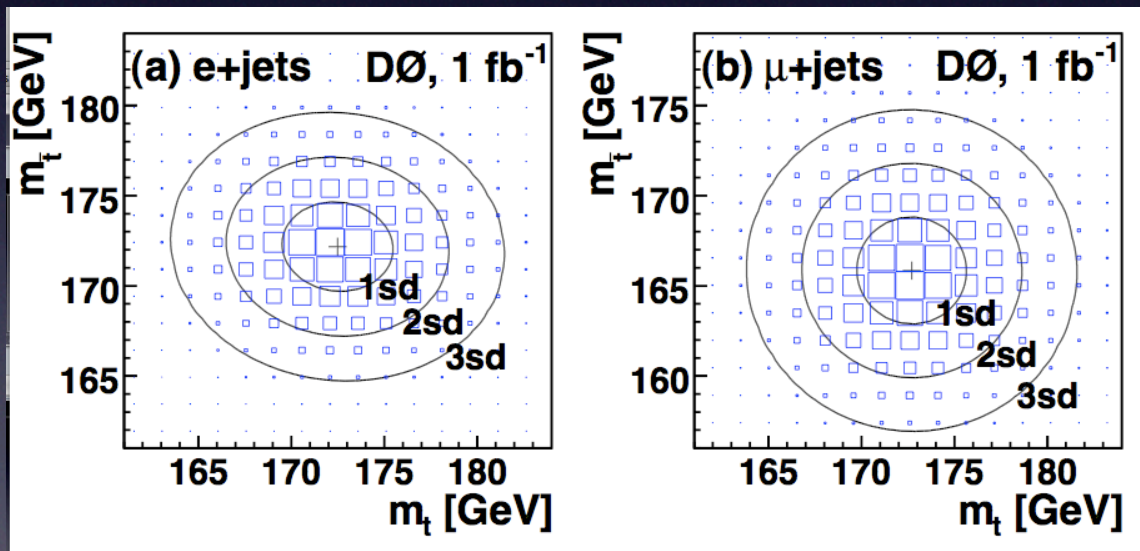 (a) e+jets DØ, 1 fb⁻¹
m_t̄ [GeV]
180
175
170
165
1sd
2sd
3sd
165 170 175 180
m_t [GeV]
(b) μ+jets DØ, 1 fb⁻¹
m_t̄ [GeV]
175
170
165
160
1sd
2sd
3sd
165 170 175 180
m_t [GeV]